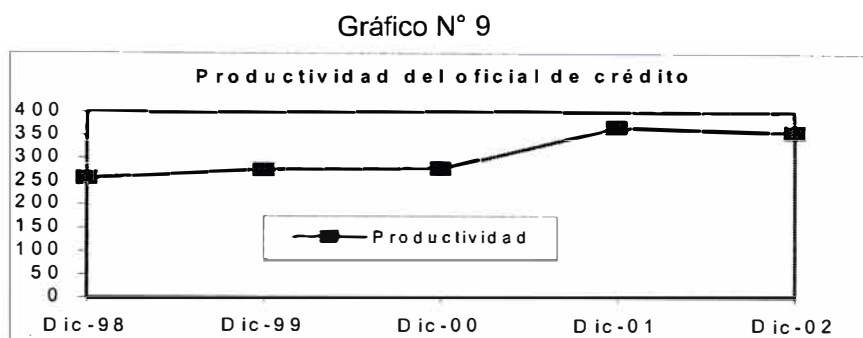 Gráfico N° 9
Productividad del oficial de crédito
400
350
300
250
200
150
100
50
0
Productividad
Dic-98 Dic-99 Dic-00 Dic-01 Dic-02